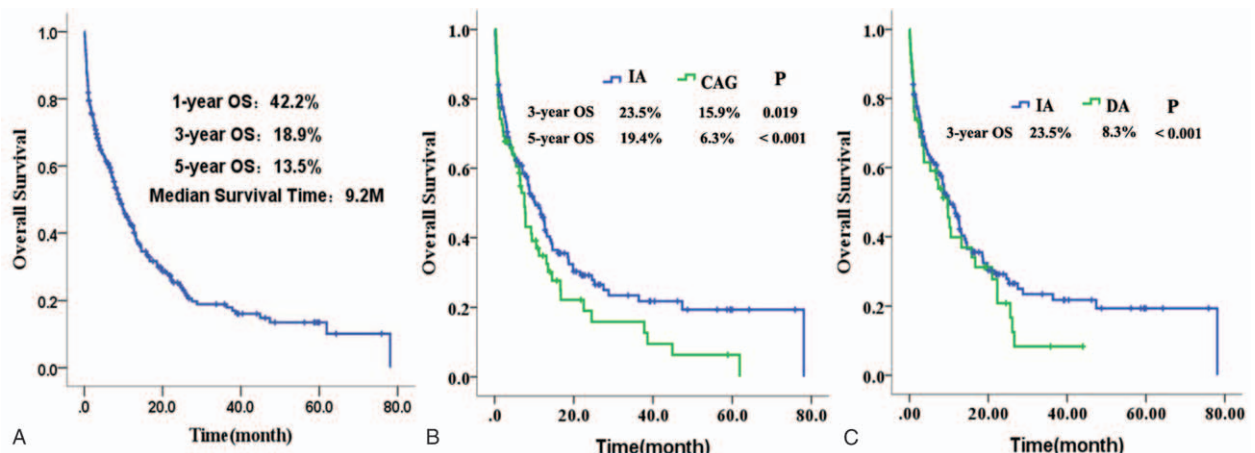 Overall Survival
1.0
0.8
0.6
0.4
0.2
0.0
1-year OS: 42.2%
3-year OS: 18.9%
5-year OS: 13.5%
Median Survival Time: 9.2M
.0 20.0 40.0 60.0 80.0
Time(month)
A
Overall Survival
1.0
0.8
0.6
0.4
0.2
0.0
IA CAG P
3-year OS 23.5% 15.9% 0.019
5-year OS 19.4% 6.3% < 0.001
.0 20.0 40.0 60.0 80.0
Time(month)
B
Overall Survival
1.0
0.8
0.6
0.4
0.2
0.0
IA DA P
3-year OS 23.5% 8.3% < 0.001
.00 20.00 40.00 60.00 80.00
Time(month)
C